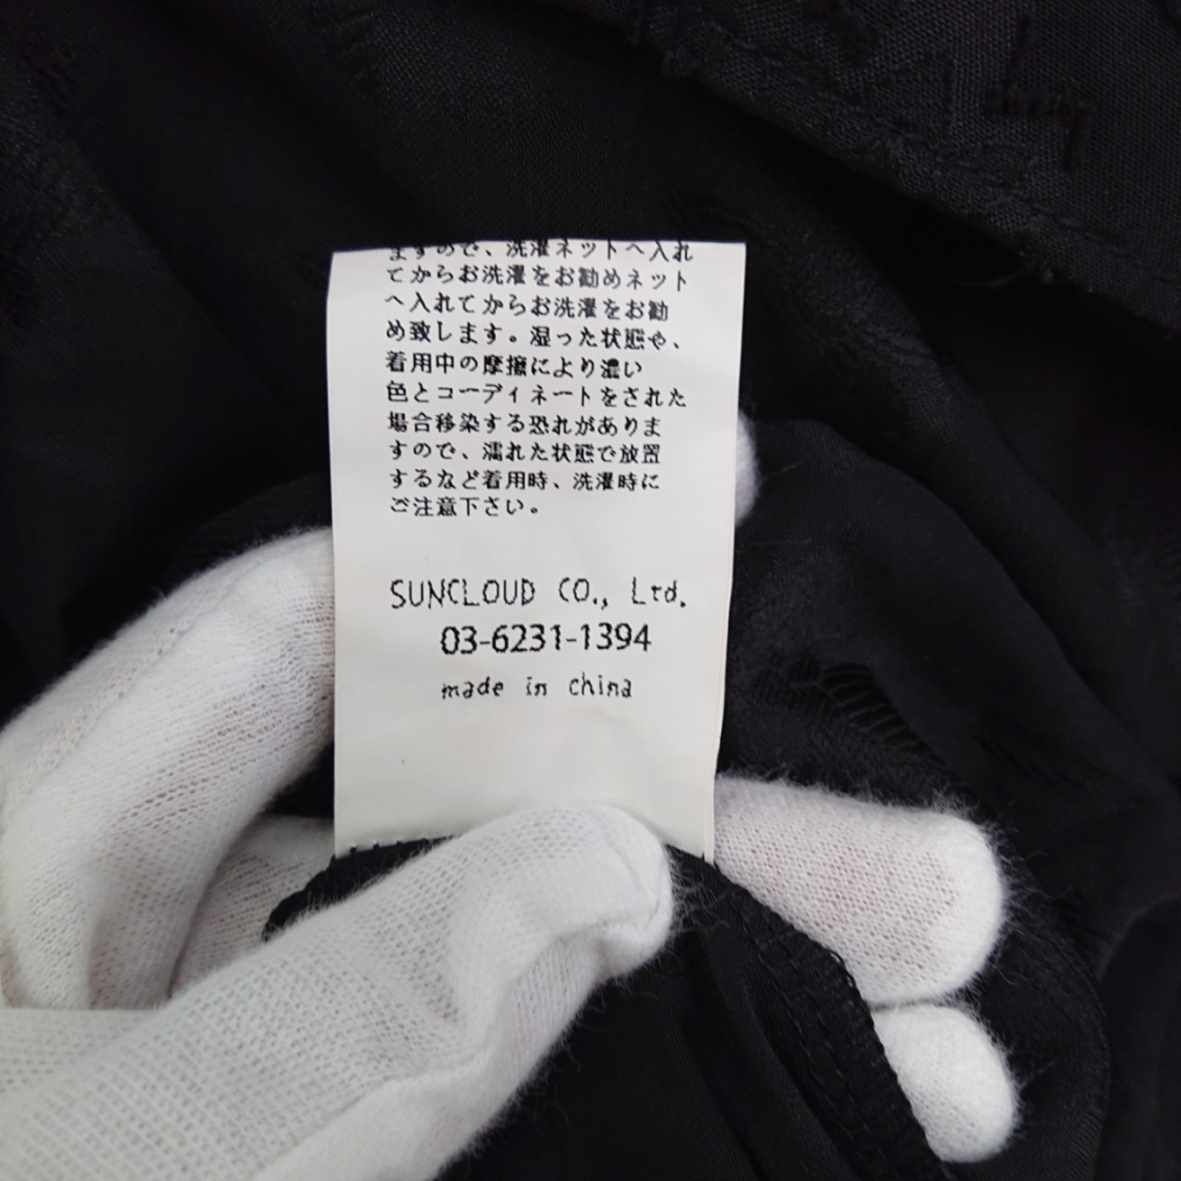 ますので、洗濯ネットへ入れ
てからお洗濯をお勧めネット
へ入れてからお洗濯をお勧
め致します。湿った状態や、
着用中の摩擦により濃い
色とコーディネートをされた
場合移染する恐れがありま
すので、濡れた状態で放置
するなど着用時、洗濯時に
ご注意下さい。
SUNCLOUD CO., Ltd.
03-6231-1394
made in china